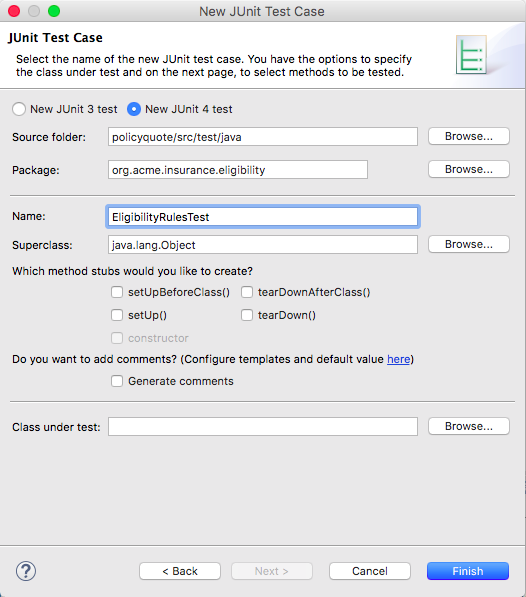 New JUnit Test Case
JUnit Test Case
Select the name of the new JUnit test case. You have the options to specify
the class under test and on the next page, to select methods to be tested.
New JUnit 3 test New JUnit 4 test
Source folder: policyquote/src/test/java Browse...
Package: org.acme.insurance.eligibility Browse...
Name: EligibilityRulesTest
Superclass: java.lang.Object Browse...
Which method stubs would you like to create?
setUpBeforeClass() tearDownAfterClass()
setUp() tearDown()
constructor
Do you want to add comments? (Configure templates and default value here)
Generate comments
Class under test: Browse...
? < Back Next > Cancel Finish